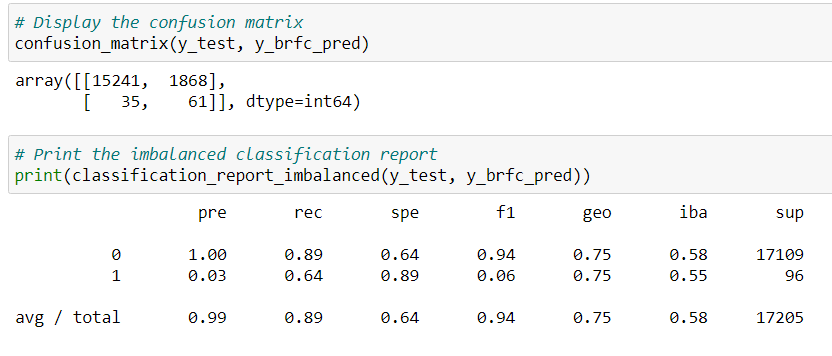 # Display the confusion matrix
confusion_matrix(y_test, y_brfc_pred)
array([[15241, 1868],
[ 35, 61]], dtype=int64)
# Print the imbalanced classification report
print(classification_report_imbalanced(y_test, y_brfc_pred))
pre rec spe f1 geo iba sup
0 1.00 0.89 0.64 0.94 0.75 0.58 17109
1 0.03 0.64 0.89 0.06 0.75 0.55 96
avg / total 0.99 0.89 0.64 0.94 0.75 0.58 17205